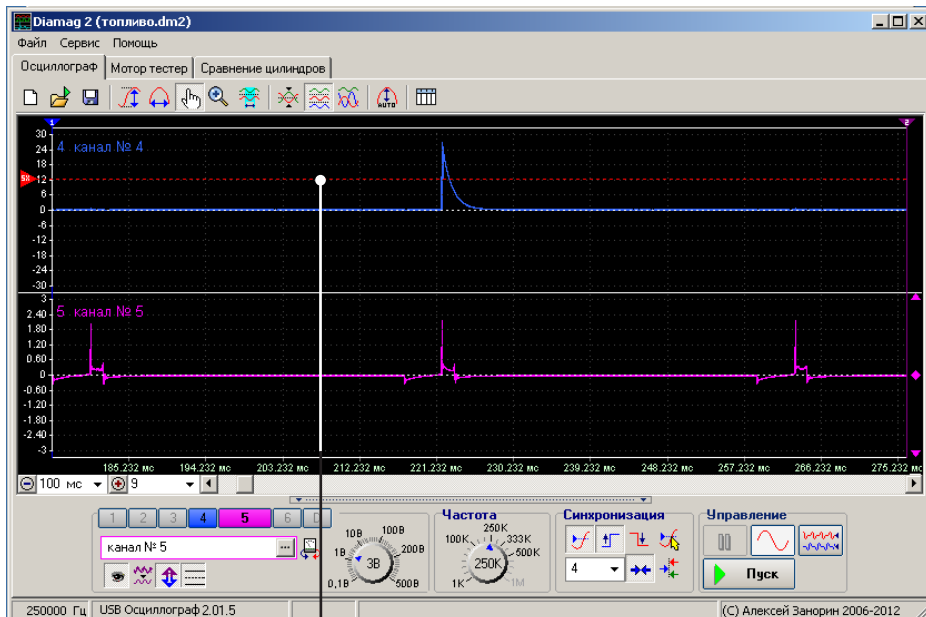 Diamag 2 (топливо.dm2)
Файл Сервис Помощь
Осциллограф Мотор тестер Сравнение цилиндров
AUTO
1 2
30
4 канал № 4
24
18
12
6
0
-6
-12
-18
-24
-30
3
5 канал № 5
2.40
1.80
1.20
0.60
0
-0.60
-1.20
-1.80
-2.40
-3
185.232 мс 194.232 мс 203.232 мс 212.232 мс 221.232 мс 230.232 мс 239.232 мс 248.232 мс 257.232 мс 266.232 мс 275.232 мс
100 мс 9
1 2 3 4 5 6 D
канал № 5 ...
0,1В 1В 10В 100В 200В 500В
3В
Частота
1K 100K 250K 333K 500K 1M
250K
Синхронизация
4
Управление
Пуск
250000 Гц USB Осциллограф 2.01.5 (C) Алексей Занорин 2006-2012